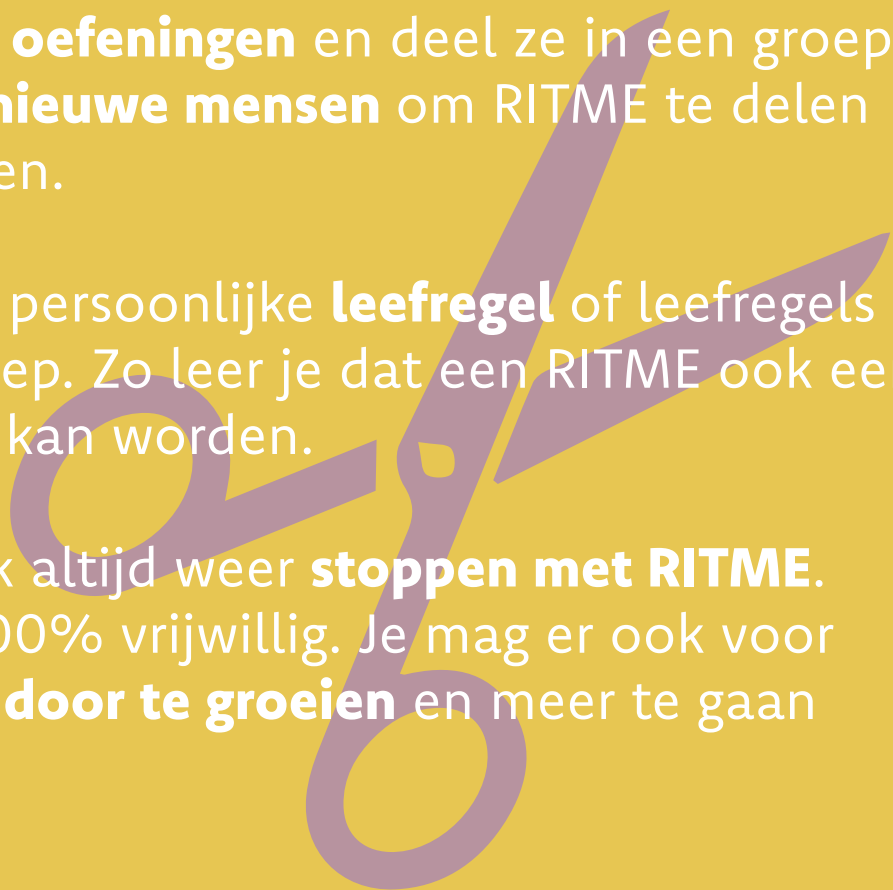 oefeningen en deel ze in een groep
nieuwe mensen om RITME te delen
en.
persoonlijke leefregel of leefregels
ep. Zo leer je dat een RITME ook ee
kan worden.
k altijd weer stoppen met RITME.
00% vrijwillig. Je mag er ook voor
door te groeien en meer te gaan